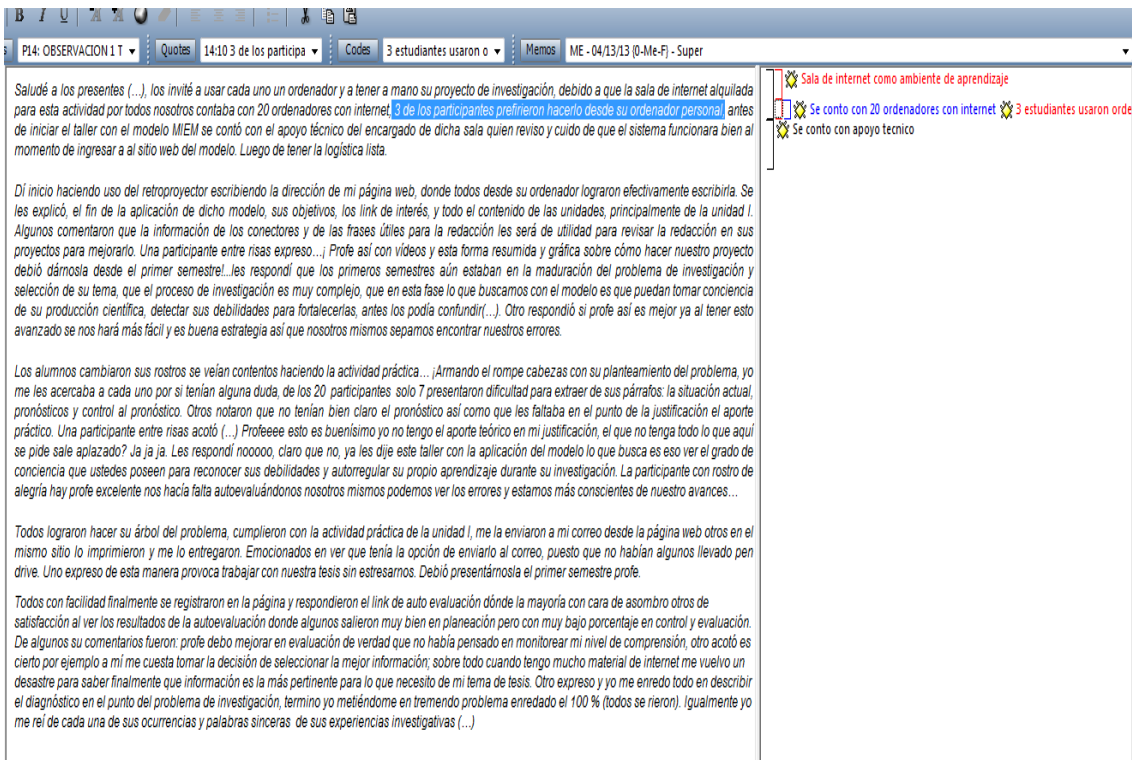 B I U A A
P14: OBSERVACION 1 T Quotes 14:10 3 de los participa Codes 3 estudiantes usaron o Memos ME - 04/13/13 {0-Me-F} - Super
Saludé a los presentes (…), los invité a usar cada uno un ordenador y a tener a mano su proyecto de investigación, debido a que la sala de internet alquilada
para esta actividad por todos nosotros contaba con 20 ordenadores con internet, 3 de los participantes prefirieron hacerlo desde su ordenador personal, antes
de iniciar el taller con el modelo MIEM se contó con el apoyo técnico del encargado de dicha sala quien reviso y cuido de que el sistema funcionara bien al
momento de ingresar a al sitio web del modelo. Luego de tener la logística lista.
Dí inicio haciendo uso del retroproyector escribiendo la dirección de mi página web, donde todos desde su ordenador lograron efectivamente escribirla. Se
les explicó, el fin de la aplicación de dicho modelo, sus objetivos, los link de interés, y todo el contenido de las unidades, principalmente de la unidad I.
Algunos comentaron que la información de los conectores y de las frases útiles para la redacción les será de utilidad para revisar la redacción en sus
proyectos para mejorarlo. Una participante entre risas expreso…¡ Profe así con vídeos y esta forma resumida y gráfica sobre cómo hacer nuestro proyecto
debió dárnosla desde el primer semestre!...les respondí que los primeros semestres aún estaban en la maduración del problema de investigación y
selección de su tema, que el proceso de investigación es muy complejo, que en esta fase lo que buscamos con el modelo es que puedan tomar conciencia
de su producción científica, detectar sus debilidades para fortalecerlas, antes los podía confundir(…). Otro respondió si profe así es mejor ya al tener esto
avanzado se nos hará más fácil y es buena estrategia así que nosotros mismos sepamos encontrar nuestros errores.
Los alumnos cambiaron sus rostros se veían contentos haciendo la actividad práctica… ¡Armando el rompe cabezas con su planteamiento del problema, yo
me les acercaba a cada uno por si tenían alguna duda, de los 20 participantes solo 7 presentaron dificultad para extraer de sus párrafos: la situación actual,
pronósticos y control al pronóstico. Otros notaron que no tenían bien claro el pronóstico así como que les faltaba en el punto de la justificación el aporte
práctico. Una participante entre risas acotó (…) Profeeee esto es buenísimo yo no tengo el aporte teórico en mi justificación, el que no tenga todo lo que aquí
se pide sale aplazado? Ja ja ja. Les respondí nooooo, claro que no, ya les dije este taller con la aplicación del modelo lo que busca es eso ver el grado de
conciencia que ustedes poseen para reconocer sus debilidades y autorregular su propio aprendizaje durante su investigación. La participante con rostro de
alegría hay profe excelente nos hacía falta autoevaluándonos nosotros mismos podemos ver los errores y estamos más conscientes de nuestro avances…
Todos lograron hacer su árbol del problema, cumplieron con la actividad práctica de la unidad I, me la enviaron a mi correo desde la página web otros en el
mismo sitio lo imprimieron y me lo entregaron. Emocionados en ver que tenía la opción de enviarlo al correo, puesto que no habían algunos llevado pen
drive. Uno expreso de esta manera provoca trabajar con nuestra tesis sin estresarnos. Debió presentárnosla el primer semestre profe.
Todos con facilidad finalmente se registraron en la página y respondieron el link de auto evaluación dónde la mayoría con cara de asombro otros de
satisfacción al ver los resultados de la autoevaluación donde algunos salieron muy bien en planeación pero con muy bajo porcentaje en control y evaluación.
De algunos su comentarios fueron: profe debo mejorar en evaluación de verdad que no había pensado en monitorear mi nivel de comprensión, otro acotó es
cierto por ejemplo a mí me cuesta tomar la decisión de seleccionar la mejor información; sobre todo cuando tengo mucho material de internet me vuelvo un
desastre para saber finalmente que información es la más pertinente para lo que necesito de mi tema de tesis. Otro expreso y yo me enredo todo en describir
el diagnóstico en el punto del problema de investigación, termino yo metiéndome en tremendo problema enredado el 100 % (todos se rieron). Igualmente yo
me reí de cada una de sus ocurrencias y palabras sinceras de sus experiencias investigativas (…)
Sala de internet como ambiente de aprendizaje
Se conto con 20 ordenadores con internet 3 estudiantes usaron orde
Se conto con apoyo tecnico